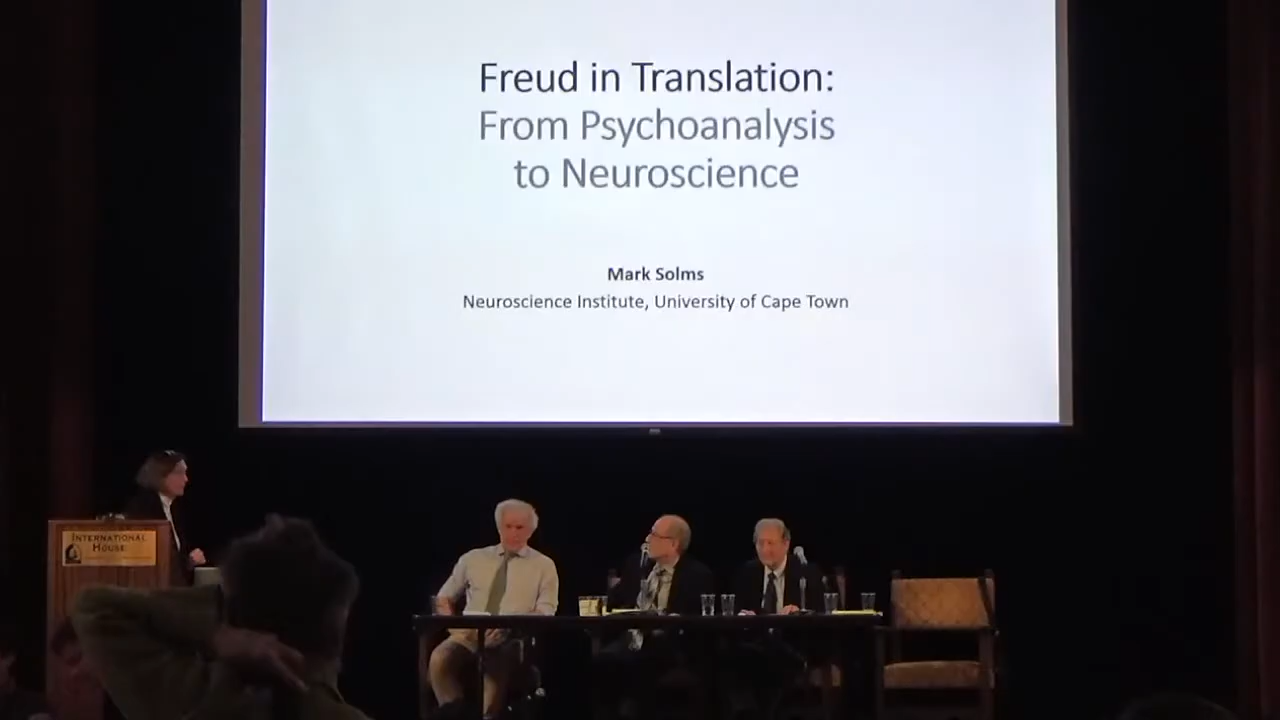 Freud in Translation:
From Psychoanalysis
to Neuroscience
Mark Solms
Neuroscience Institute, University of Cape Town
INTERNATIONAL
HOUSE